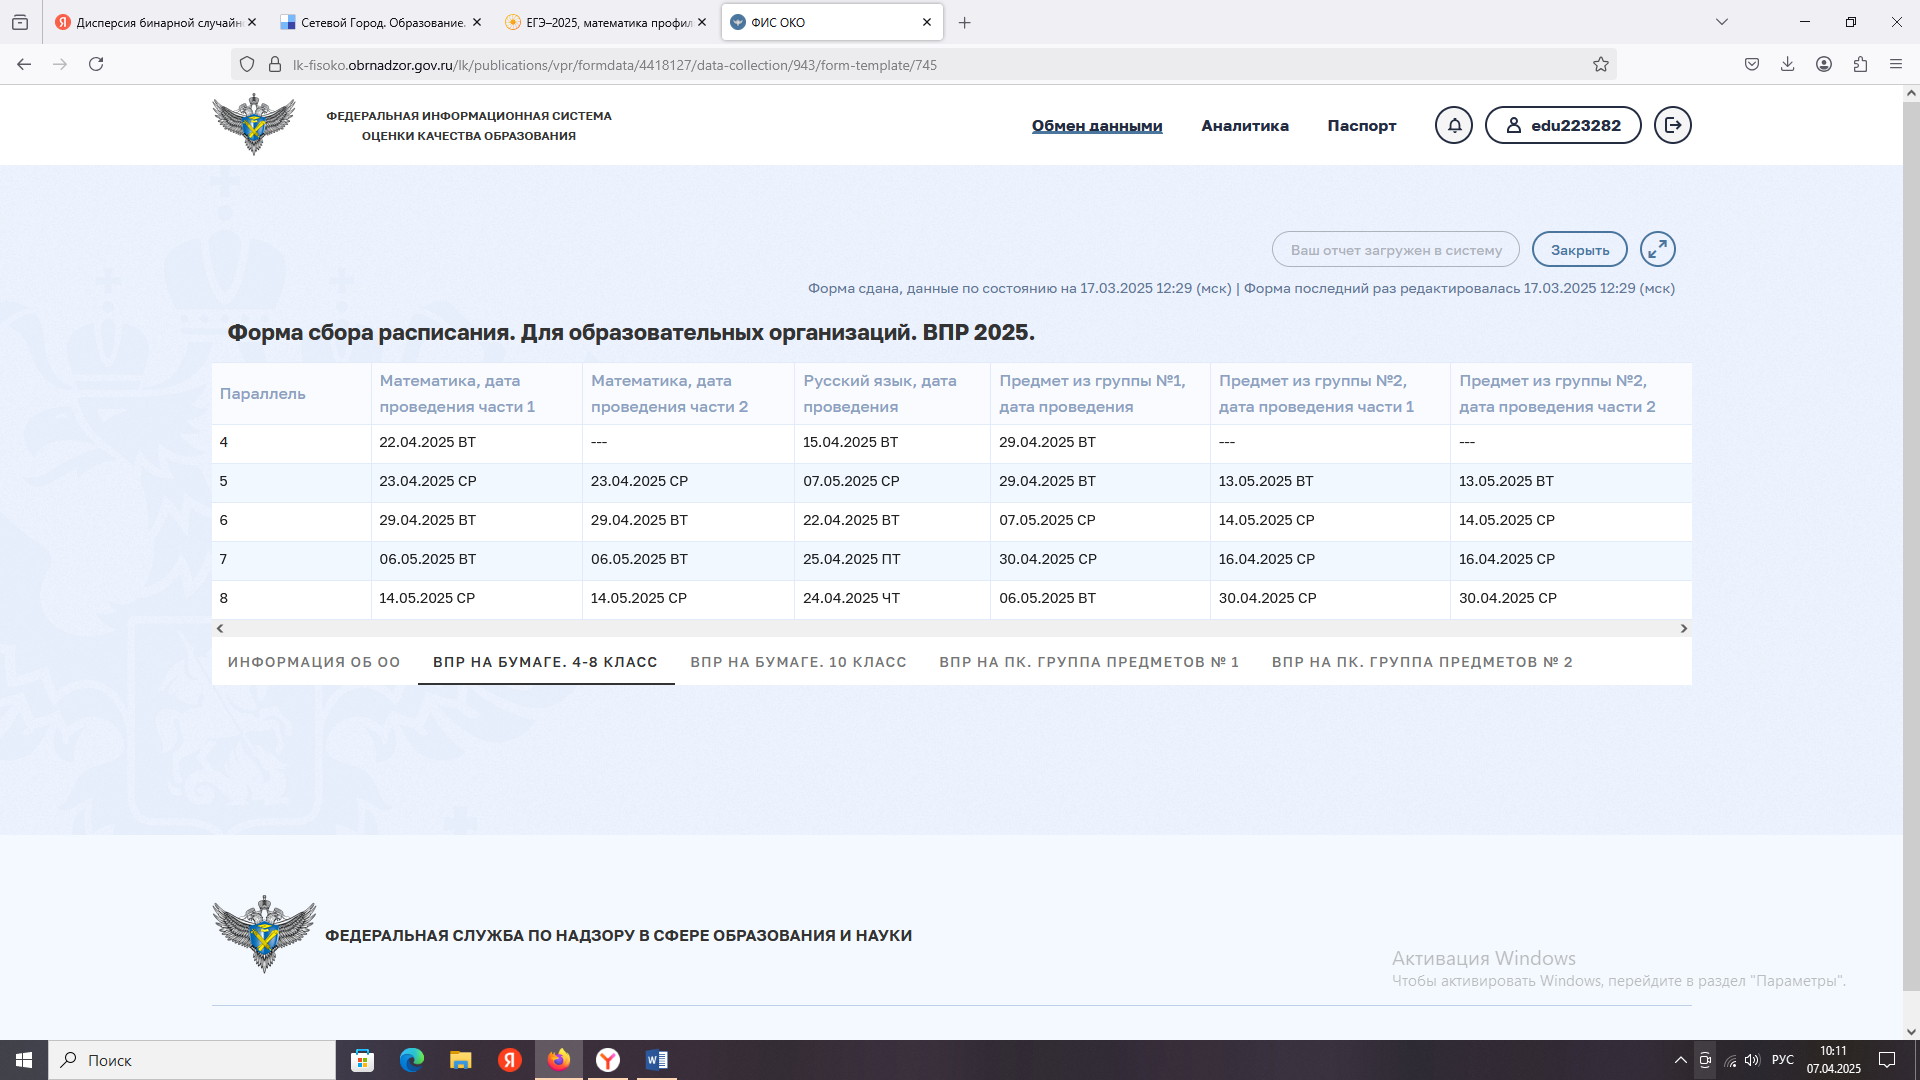 Дисперсия бинарной случайн
Сетевой Город. Образование.
ЕГЭ–2025, математика профил
ФИС ОКО
lk-fisoko.obrnadzor.gov.ru/lk/publications/vpr/formdata/4418127/data-collection/943/form-template/745
ФЕДЕРАЛЬНАЯ ИНФОРМАЦИОННАЯ СИСТЕМА
ОЦЕНКИ КАЧЕСТВА ОБРАЗОВАНИЯ
Обмен данными Аналитика Паспорт edu223282
Ваш отчет загружен в систему Закрыть
Форма сдана, данные по состоянию на 17.03.2025 12:29 (мск) | Форма последний раз редактировалась 17.03.2025 12:29 (мск)
Форма сбора расписания. Для образовательных организаций. ВПР 2025.
Параллель
Математика, дата проведения части 1
Математика, дата проведения части 2
Русский язык, дата проведения
Предмет из группы №1, дата проведения
Предмет из группы №2, дата проведения части 1
Предмет из группы №2, дата проведения части 2
4 22.04.2025 ВТ --- 15.04.2025 ВТ 29.04.2025 ВТ --- ---
5 23.04.2025 СР 23.04.2025 СР 07.05.2025 СР 29.04.2025 ВТ 13.05.2025 ВТ 13.05.2025 ВТ
6 29.04.2025 ВТ 29.04.2025 ВТ 22.04.2025 ВТ 07.05.2025 СР 14.05.2025 СР 14.05.2025 СР
7 06.05.2025 ВТ 06.05.2025 ВТ 25.04.2025 ПТ 30.04.2025 СР 16.04.2025 СР 16.04.2025 СР
8 14.05.2025 СР 14.05.2025 СР 24.04.2025 ЧТ 06.05.2025 ВТ 30.04.2025 СР 30.04.2025 СР
ИНФОРМАЦИЯ ОБ ОО ВПР НА БУМАГЕ. 4-8 КЛАСС ВПР НА БУМАГЕ. 10 КЛАСС ВПР НА ПК. ГРУППА ПРЕДМЕТОВ № 1 ВПР НА ПК. ГРУППА ПРЕДМЕТОВ № 2
ФЕДЕРАЛЬНАЯ СЛУЖБА ПО НАДЗОРУ В СФЕРЕ ОБРАЗОВАНИЯ И НАУКИ
Активация Windows
Чтобы активировать Windows, перейдите в раздел "Параметры".
Поиск
РУС
10:11
07.04.2025